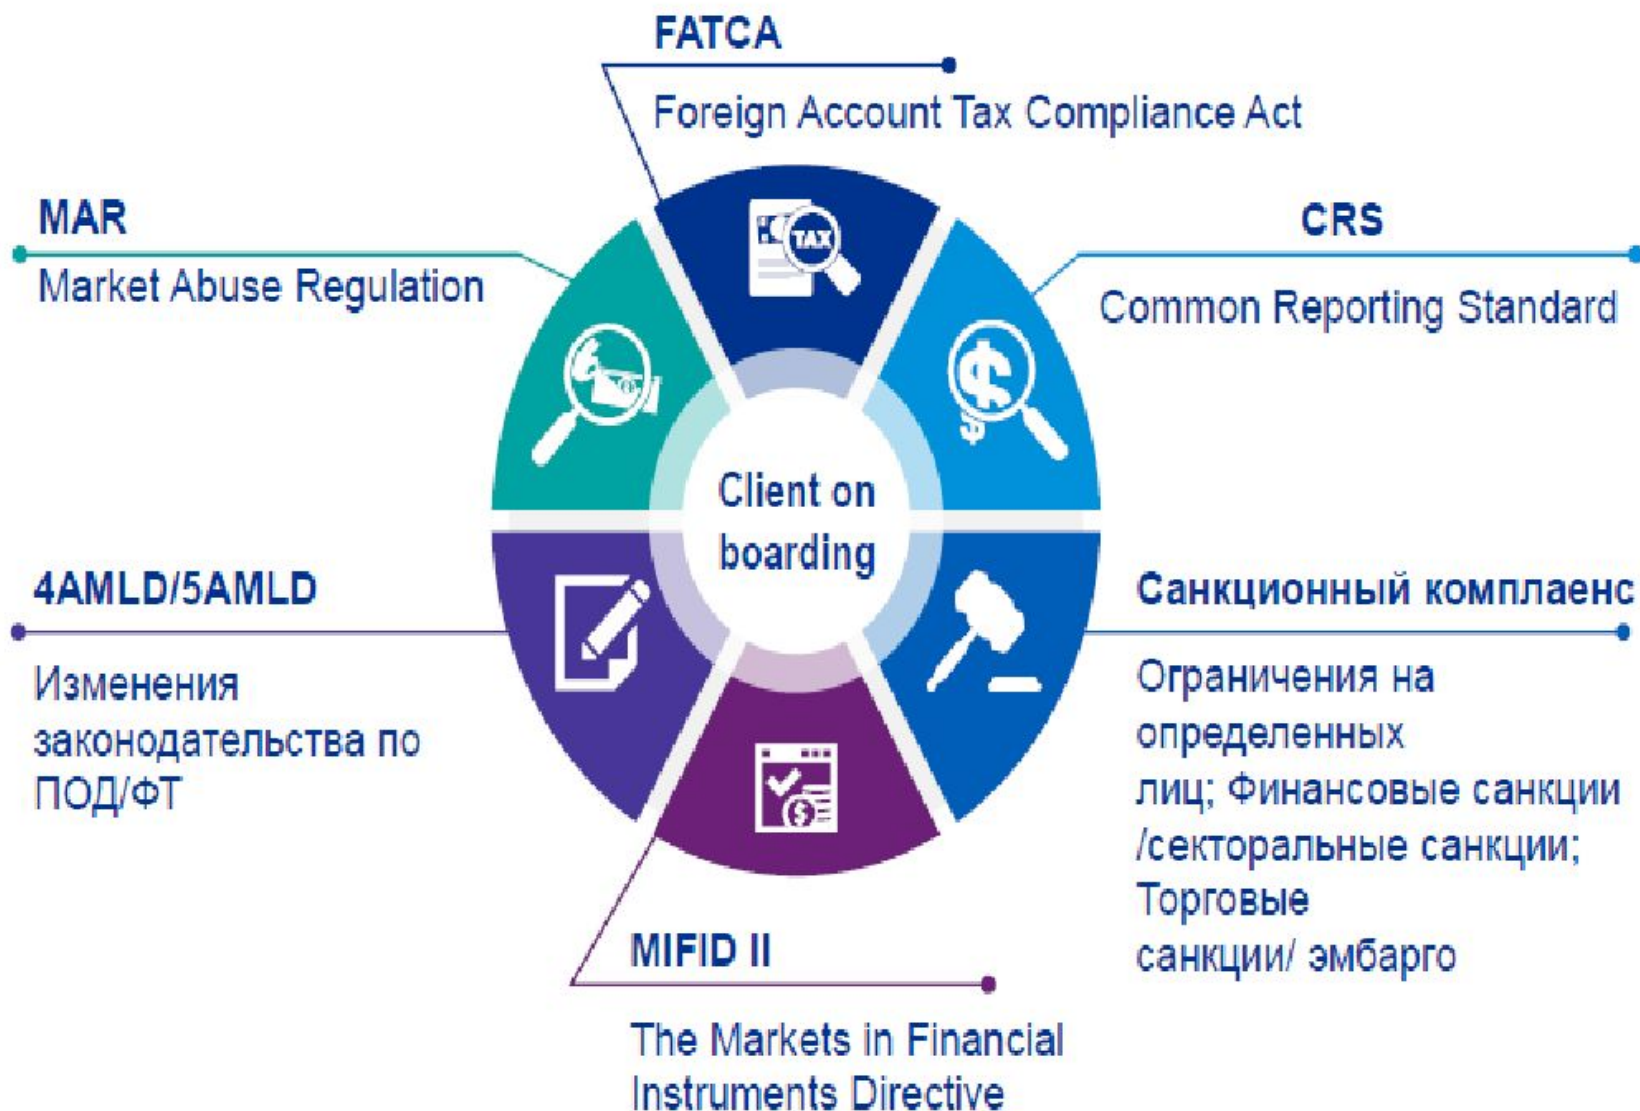 FATCA
Foreign Account Tax Compliance Act
MAR
Market Abuse Regulation
CRS
Common Reporting Standard
TAX
$
$
Client on
boarding
4AMLD/5AMLD
Изменения
законодательства по
ПОД/ФТ
Санкционный комплаенс
Ограничения на
определенных
лиц; Финансовые санкции
/секторальные санкции;
Торговые
санкции/ эмбарго
$
MIFID II
The Markets in Financial
Instruments Directive